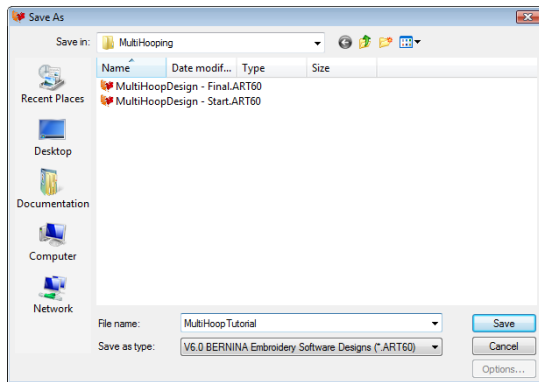 Save As
Save in:
MultiHooping
Name
Date modif...
Type
Size
MultiHoopDesign - Final.ART60
MultiHoopDesign - Start.ART60
Recent Places
Desktop
Documentation
Computer
Network
File name:
MultiHoopTutorial
Save
Save as type:
V6.0 BERNINA Embroidery Software Designs (*.ART60)
Cancel
Options...